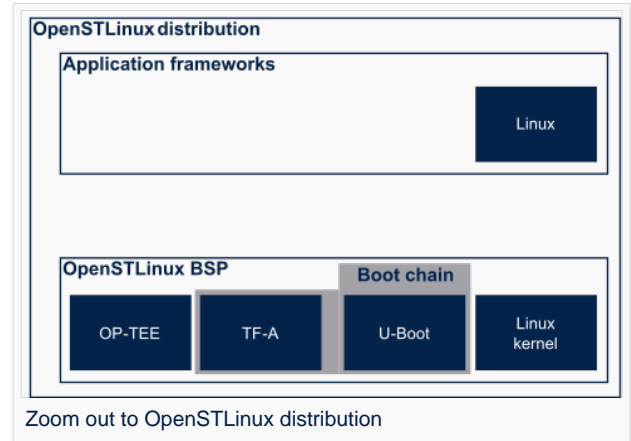 OpenSTLinux distribution
Application frameworks
Linux
OpenSTLinux BSP
Boot chain
OP-TEE
TF-A
U-Boot
Linux
kernel
Zoom out to OpenSTLinux distribution